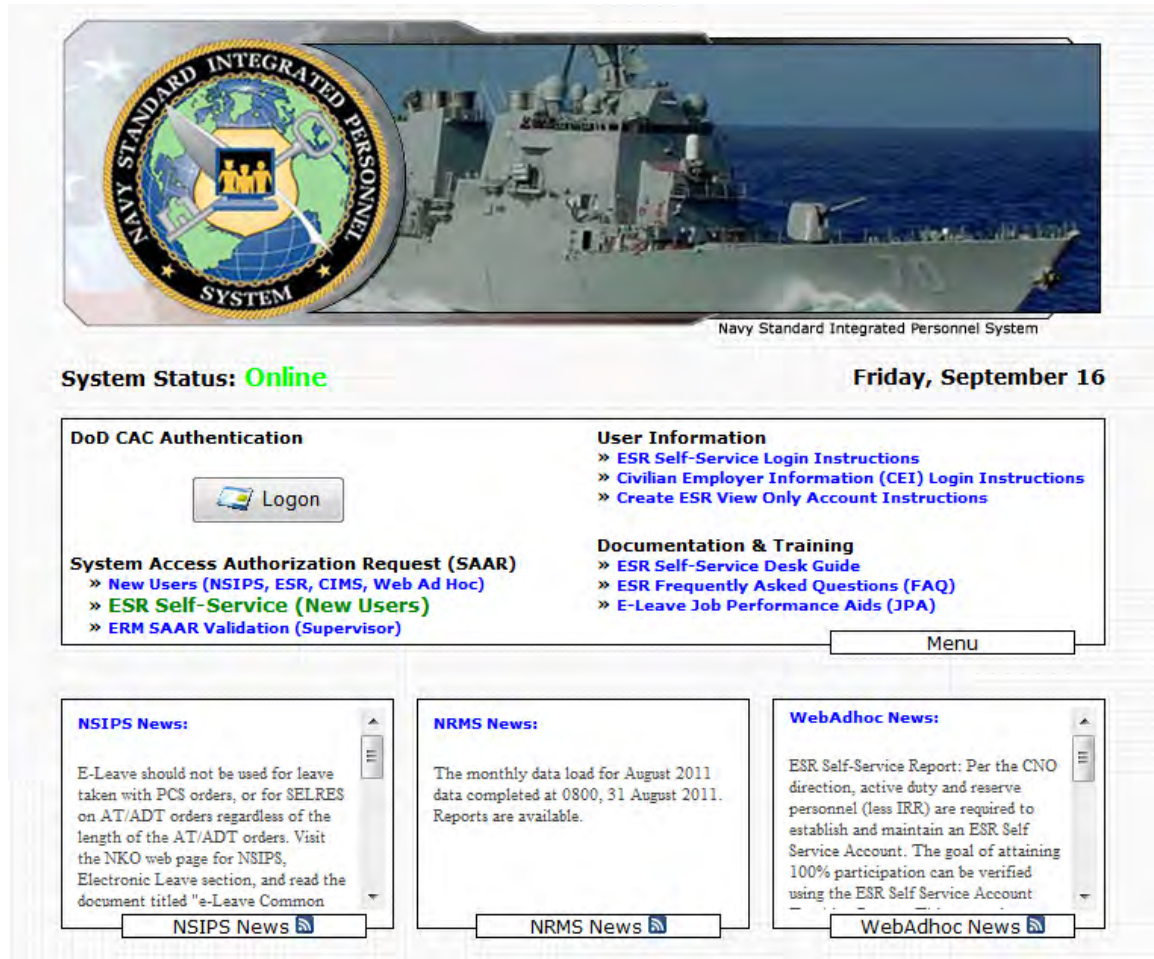 NAVY STANDARD INTEGRATED PERSONNEL SYSTEM
70
Navy Standard Integrated Personnel System
System Status: Online
Friday, September 16
DoD CAC Authentication
Logon
System Access Authorization Request (SAAR)
» New Users (NSIPS, ESR, CIMS, Web Ad Hoc)
» ESR Self-Service (New Users)
» ERM SAAR Validation (Supervisor)
User Information
» ESR Self-Service Login Instructions
» Civilian Employer Information (CEI) Login Instructions
» Create ESR View Only Account Instructions
Documentation & Training
» ESR Self-Service Desk Guide
» ESR Frequently Asked Questions (FAQ)
» E-Leave Job Performance Aids (JPA)
Menu
NSIPS News:
E-Leave should not be used for leave
taken with PCS orders, or for SELRES
on AT/ADT orders regardless of the
length of the AT/ADT orders. Visit
the NKO web page for NSIPS,
Electronic Leave section, and read the
document titled "e-Leave Common
NSIPS News
NRMS News:
The monthly data load for August 2011
data completed at 0800, 31 August 2011.
Reports are available.
NRMS News
WebAdhoc News:
ESR Self-Service Report: Per the CNO
direction, active duty and reserve
personnel (less IRR) are required to
establish and maintain an ESR Self
Service Account. The goal of attaining
100% participation can be verified
using the ESR Self Service Account
WebAdhoc News